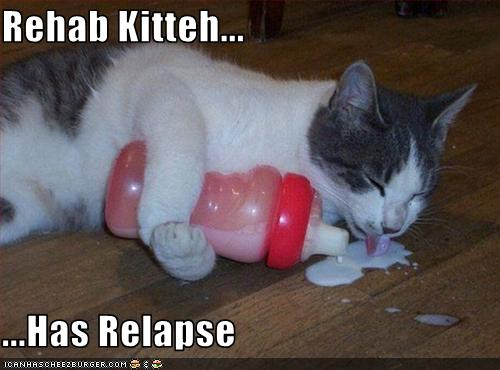 Rehab Kitteh...
...Has Relapse
ICANHASCHEEZBURGER.COM